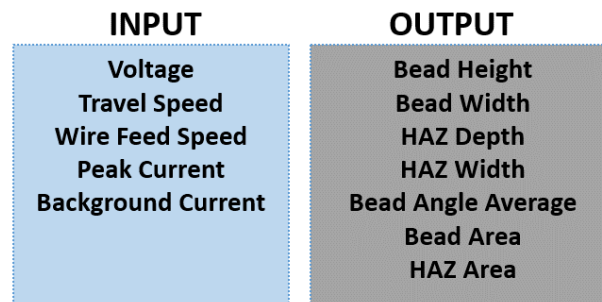 INPUT
Voltage
Travel Speed
Wire Feed Speed
Peak Current
Background Current
OUTPUT
Bead Height
Bead Width
HAZ Depth
HAZ Width
Bead Angle Average
Bead Area
HAZ Area